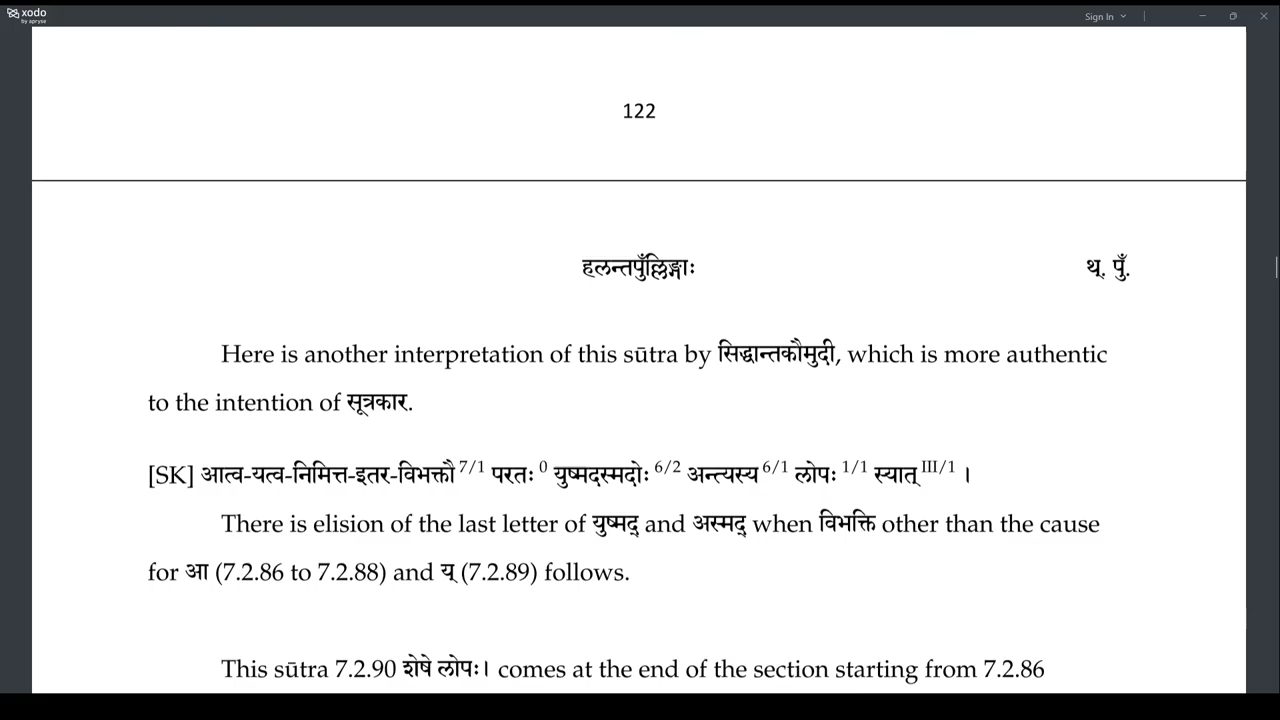 xodo
by apryse
Sign In
122
हलन्तपुँल्लिङ्गाः थ्. पुँ.
Here is another interpretation of this sūtra by सिद्धान्तकौमुदी, which is more authentic
to the intention of सूत्रकार.
[SK] आत्व-यत्व-निमित्त-इतर-विभक्तौ 7/1 परतः 0 युष्मदस्मदोः 6/2 अन्त्यस्य 6/1 लोपः 1/1 स्यात् III/1 ।
There is elision of the last letter of युष्मद् and अस्मद् when विभक्ति other than the cause
for आ (7.2.86 to 7.2.88) and य् (7.2.89) follows.
This sūtra 7.2.90 शेषे लोपः। comes at the end of the section starting from 7.2.86